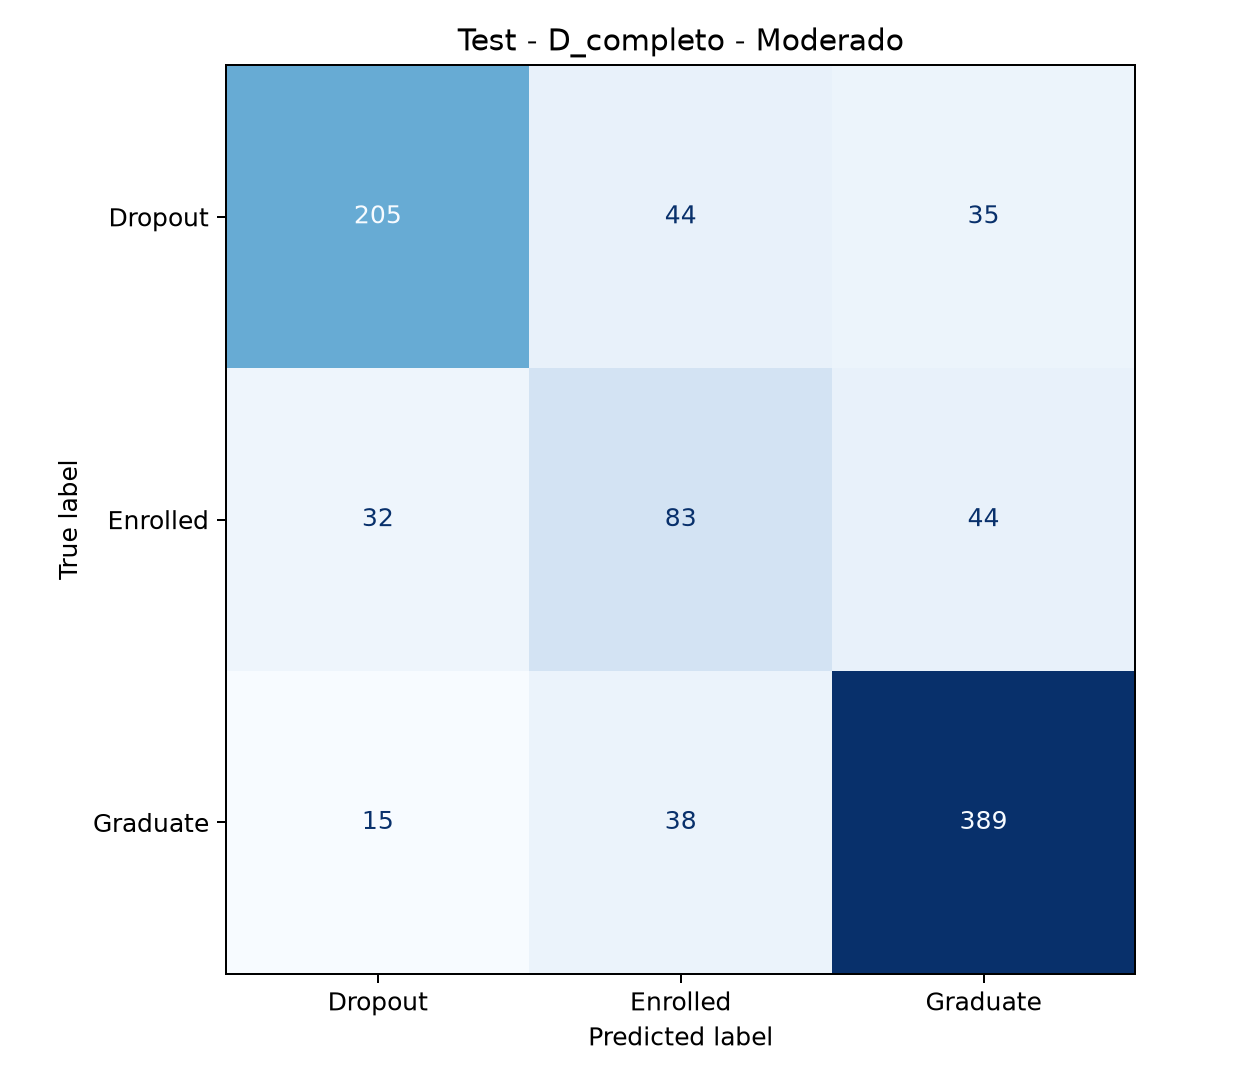 Test - D_completo - Moderado
Dropout 205 44 35
Enrolled 32 83 44
Graduate 15 38 389
True label
Dropout Enrolled Graduate
Predicted label